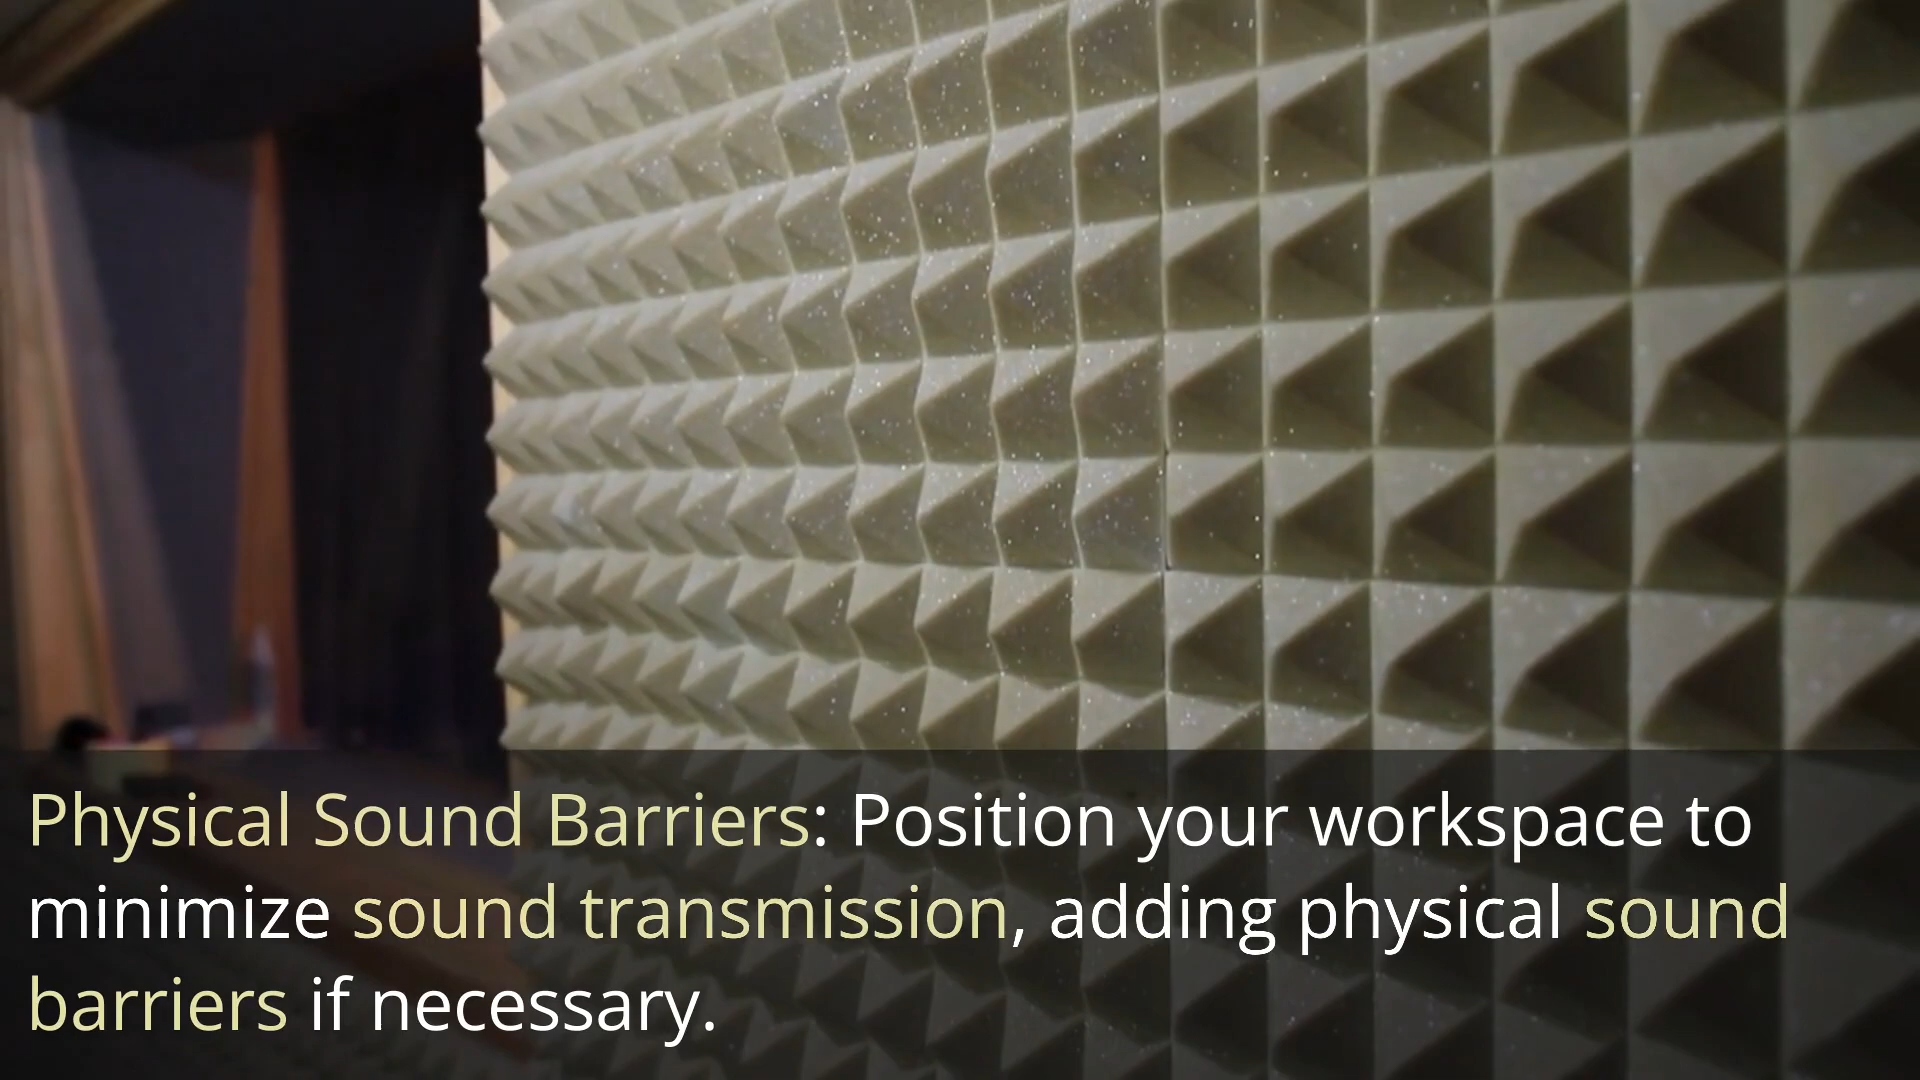 Physical Sound Barriers: Position your workspace to
minimize sound transmission, adding physical sound
barriers if necessary.